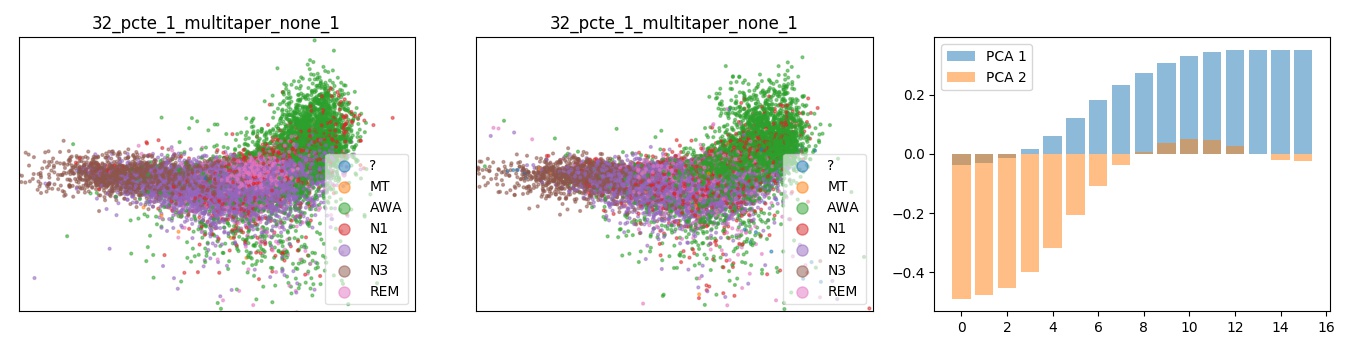 32_pcte_1_multitaper_none_1
?
MT
AWA
N1
N2
N3
REM
32_pcte_1_multitaper_none_1
?
MT
AWA
N1
N2
N3
REM
PCA 1
PCA 2
0.2
0.0
−0.2
−0.4
0 2 4 6 8 10 12 14 16